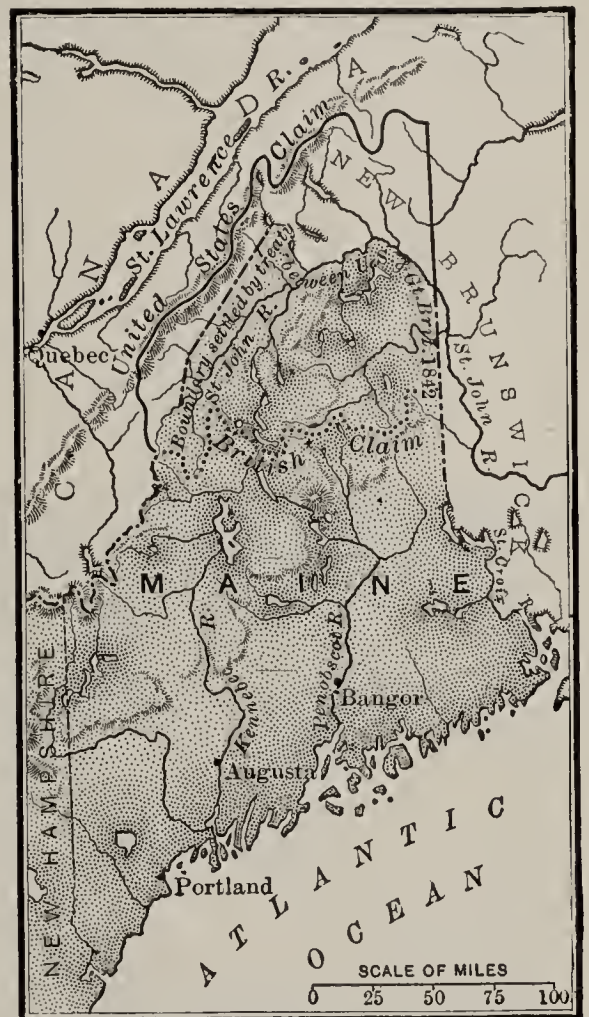 CANADA
St. Lawrence R.
United States Claim
NEW BRUNSWICK
Quebec
Boundary settled by treaty between U.S. & Gt. Brit. 1842
St. John R.
St. John R.
British Claim
St. Croix R.
MAINE
Kennebec R.
Penobscot R.
Bangor
Augusta
Portland
NEW HAMPSHIRE
ATLANTIC
OCEAN
SCALE OF MILES
0 25 50 75 100